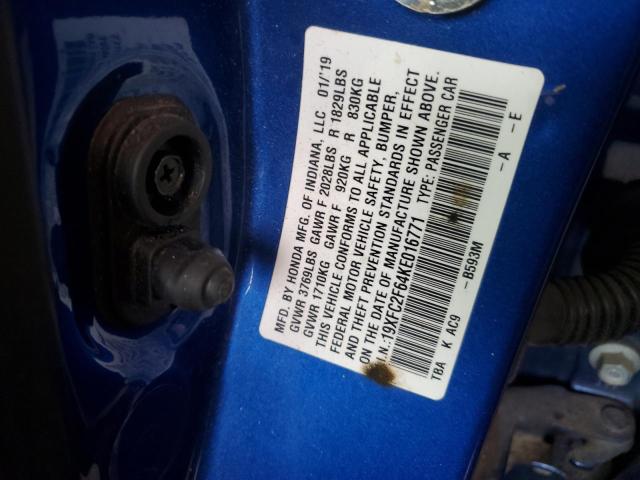 MFD. BY HONDA MFG. OF INDIANA, LLC 01/'19
GVWR 3769LBS GAWR F 2028LBS R 1829LBS
GVWR 1710KG GAWR F 920KG R 830KG
THIS VEHICLE CONFORMS TO ALL APPLICABLE
FEDERAL MOTOR VEHICLE SAFETY, BUMPER,
AND THEFT PREVENTION STANDARDS IN EFFECT
ON THE DATE OF MANUFACTURE SHOWN ABOVE.
I.N.:19XFC2F64KE016771 TYPE: PASSENGER CAR
TBA K AC9 -B593M -A -E